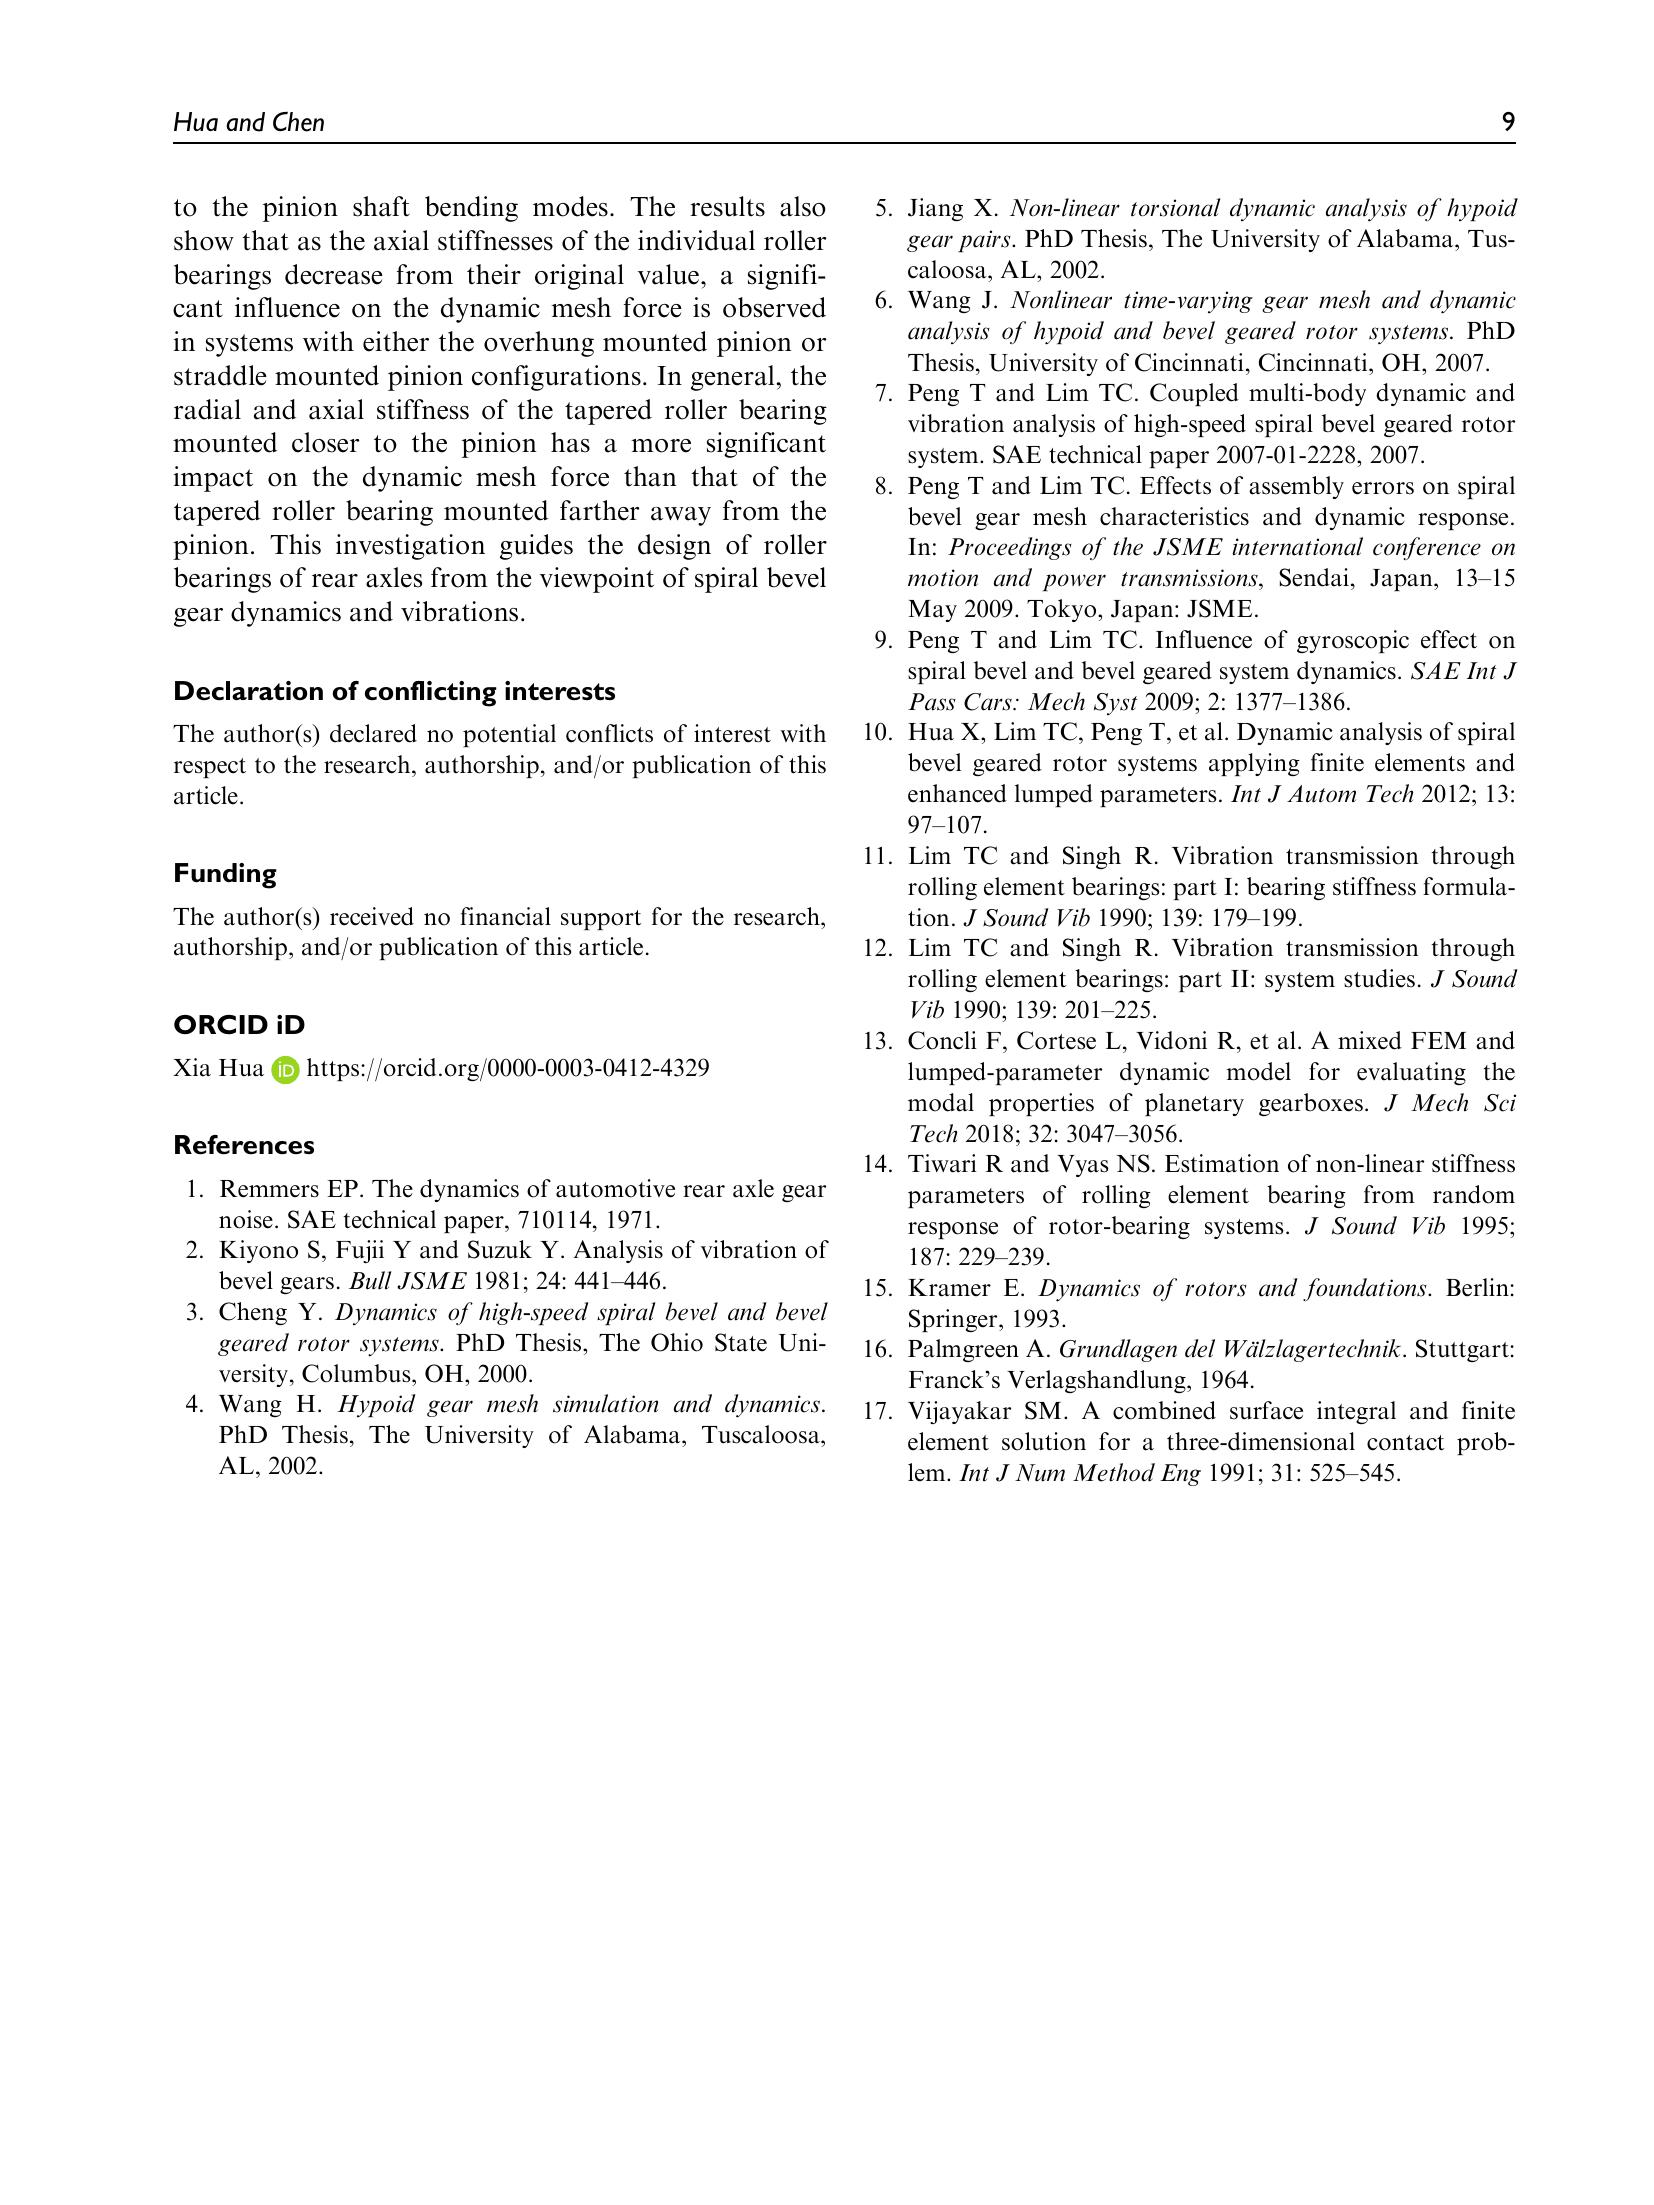 Hua and Chen
9
to the pinion shaft bending modes. The results also
show that as the axial stiffnesses of the individual roller
bearings decrease from their original value, a signifi-
cant influence on the dynamic mesh force is observed
in systems with either the overhung mounted pinion or
straddle mounted pinion configurations. In general, the
radial and axial stiffness of the tapered roller bearing
mounted closer to the pinion has a more significant
impact on the dynamic mesh force than that of the
tapered roller bearing mounted farther away from the
pinion. This investigation guides the design of roller
bearings of rear axles from the viewpoint of spiral bevel
gear dynamics and vibrations.
Declaration of conflicting interests
The author(s) declared no potential conflicts of interest with
respect to the research, authorship, and/or publication of this
article.
Funding
The author(s) received no financial support for the research,
authorship, and/or publication of this article.
ORCID iD
Xia Hua iD https://orcid.org/0000-0003-0412-4329
References
1. Remmers EP. The dynamics of automotive rear axle gear
noise. SAE technical paper, 710114, 1971.
2. Kiyono S, Fujii Y and Suzuk Y. Analysis of vibration of
bevel gears. Bull JSME 1981; 24: 441–446.
3. Cheng Y. Dynamics of high-speed spiral bevel and bevel
geared rotor systems. PhD Thesis, The Ohio State Uni-
versity, Columbus, OH, 2000.
4. Wang H. Hypoid gear mesh simulation and dynamics.
PhD Thesis, The University of Alabama, Tuscaloosa,
AL, 2002.
5. Jiang X. Non-linear torsional dynamic analysis of hypoid
gear pairs. PhD Thesis, The University of Alabama, Tus-
caloosa, AL, 2002.
6. Wang J. Nonlinear time-varying gear mesh and dynamic
analysis of hypoid and bevel geared rotor systems. PhD
Thesis, University of Cincinnati, Cincinnati, OH, 2007.
7. Peng T and Lim TC. Coupled multi-body dynamic and
vibration analysis of high-speed spiral bevel geared rotor
system. SAE technical paper 2007-01-2228, 2007.
8. Peng T and Lim TC. Effects of assembly errors on spiral
bevel gear mesh characteristics and dynamic response.
In: Proceedings of the JSME international conference on
motion and power transmissions, Sendai, Japan, 13–15
May 2009. Tokyo, Japan: JSME.
9. Peng T and Lim TC. Influence of gyroscopic effect on
spiral bevel and bevel geared system dynamics. SAE Int J
Pass Cars: Mech Syst 2009; 2: 1377–1386.
10. Hua X, Lim TC, Peng T, et al. Dynamic analysis of spiral
bevel geared rotor systems applying finite elements and
enhanced lumped parameters. Int J Autom Tech 2012; 13:
97–107.
11. Lim TC and Singh R. Vibration transmission through
rolling element bearings: part I: bearing stiffness formula-
tion. J Sound Vib 1990; 139: 179–199.
12. Lim TC and Singh R. Vibration transmission through
rolling element bearings: part II: system studies. J Sound
Vib 1990; 139: 201–225.
13. Concli F, Cortese L, Vidoni R, et al. A mixed FEM and
lumped-parameter dynamic model for evaluating the
modal properties of planetary gearboxes. J Mech Sci
Tech 2018; 32: 3047–3056.
14. Tiwari R and Vyas NS. Estimation of non-linear stiffness
parameters of rolling element bearing from random
response of rotor-bearing systems. J Sound Vib 1995;
187: 229–239.
15. Kramer E. Dynamics of rotors and foundations. Berlin:
Springer, 1993.
16. Palmgreen A. Grundlagen del Wälzlagertechnik. Stuttgart:
Franck's Verlagshandlung, 1964.
17. Vijayakar SM. A combined surface integral and finite
element solution for a three-dimensional contact prob-
lem. Int J Num Method Eng 1991; 31: 525–545.